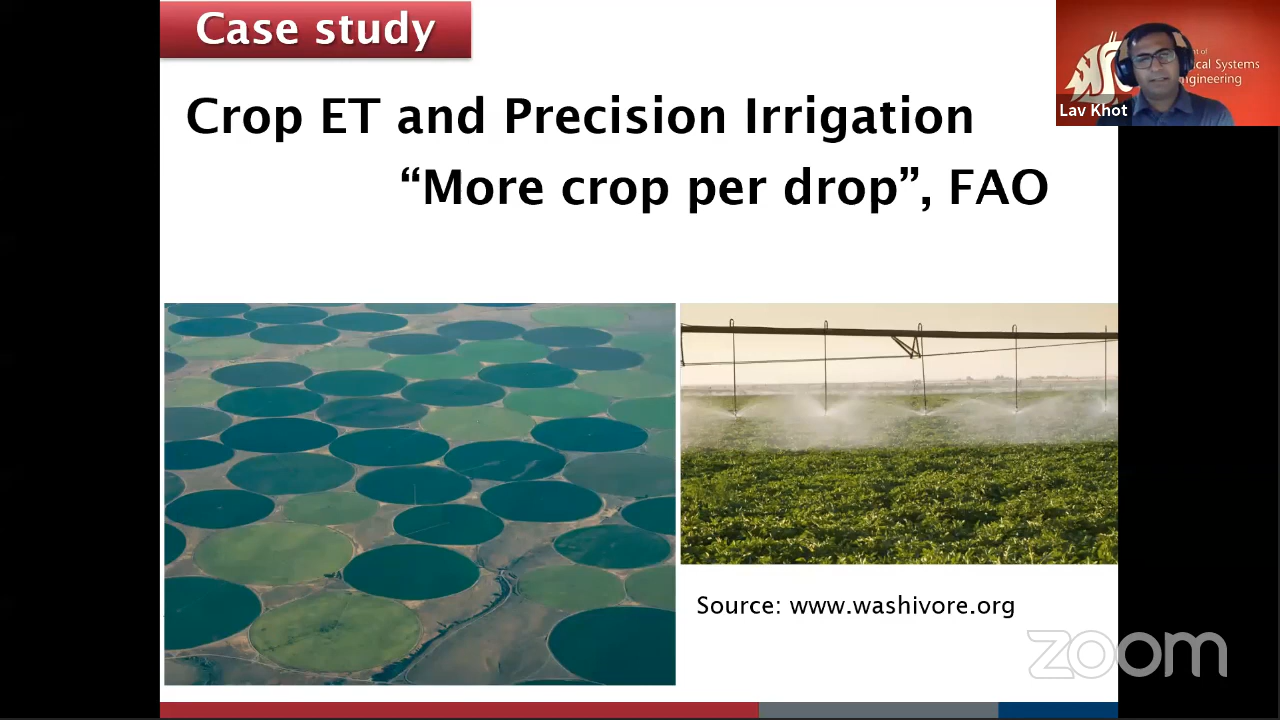 Case study
Crop ET and Precision Irrigation
“More crop per drop”, FAO
Source: www.washivore.org
Lav Khot
ical Systems
ngineering
zoom